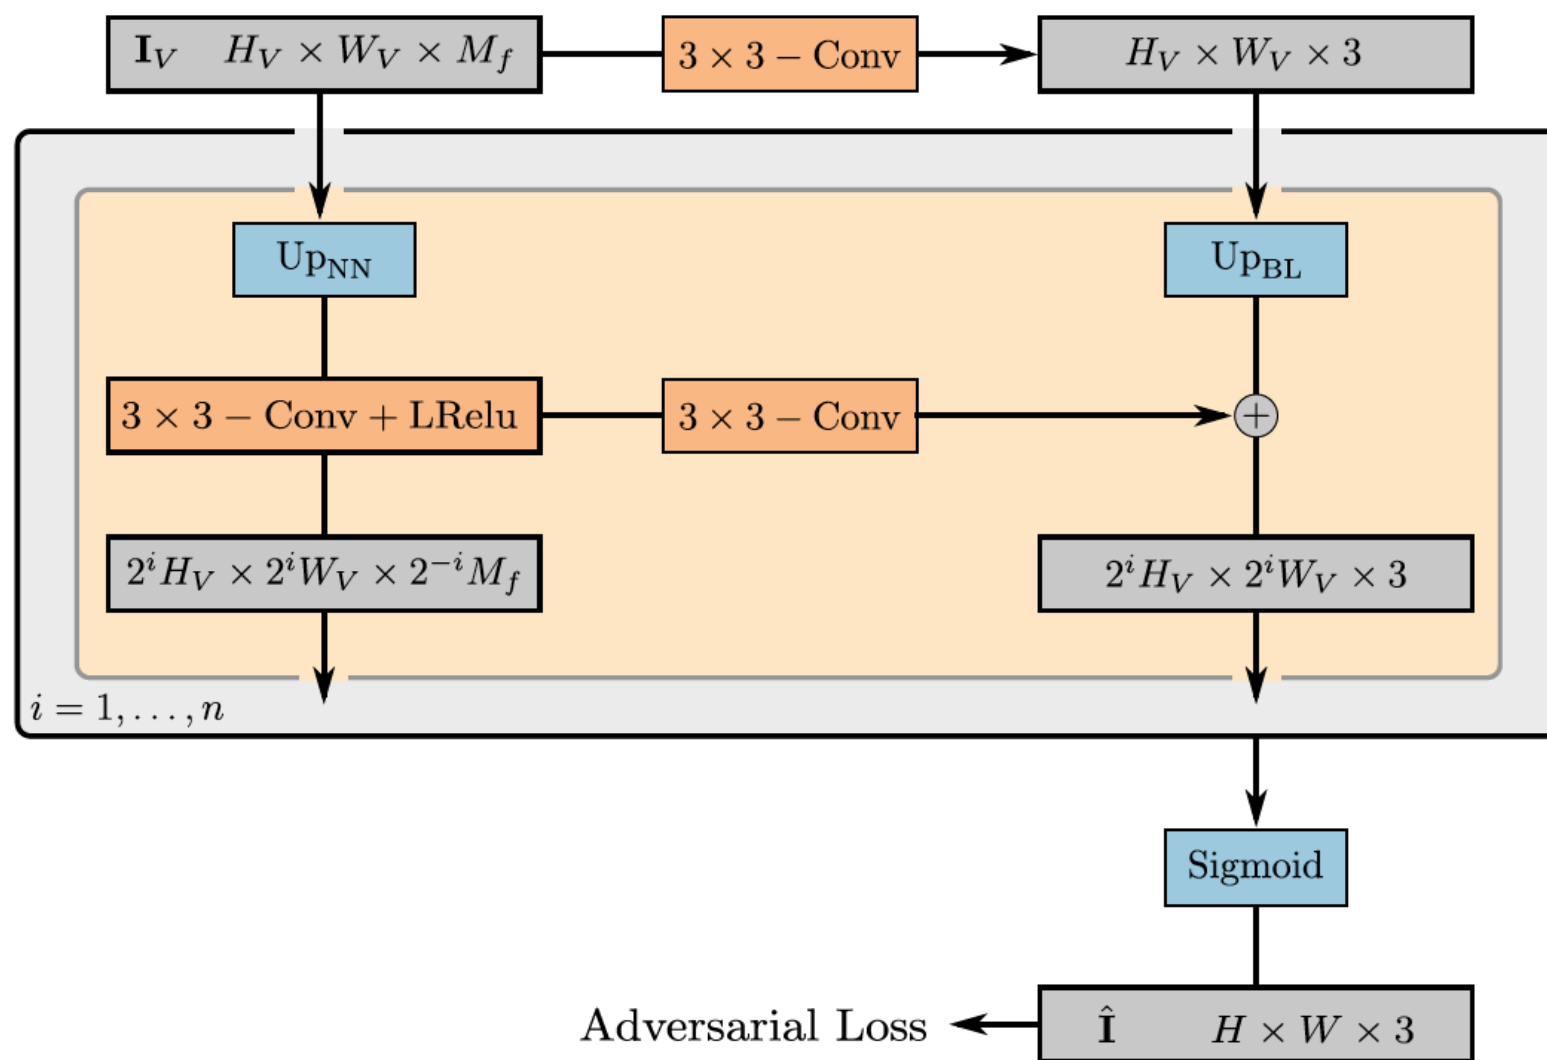 I_V H_V × W_V × M_f
3 × 3 − Conv
H_V × W_V × 3
Up_NN
Up_BL
3 × 3 − Conv + LRelu
3 × 3 − Conv
+
2^i H_V × 2^i W_V × 2^{-i} M_f
2^i H_V × 2^i W_V × 3
i = 1, . . . , n
Sigmoid
Adversarial Loss
Î H × W × 3